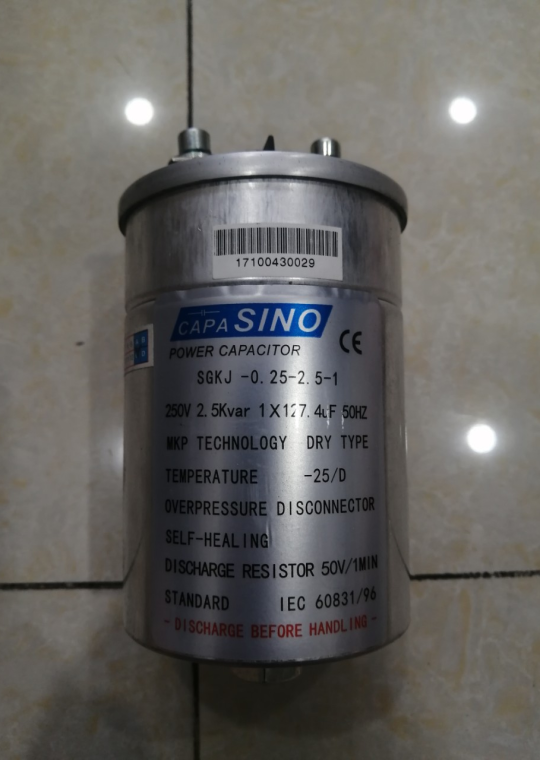 17100430029
CAPA SINO
POWER CAPACITOR CE
SGKJ -0.25-2.5-1
250V 2.5Kvar 1X127.4uF 50HZ
MKP TECHNOLOGY DRY TYPE
TEMPERATURE -25/D
OVERPRESSURE DISCONNECTOR
SELF-HEALING
DISCHARGE RESISTOR 50V/1MIN
STANDARD IEC 60831/96
- DISCHARGE BEFORE HANDLING -